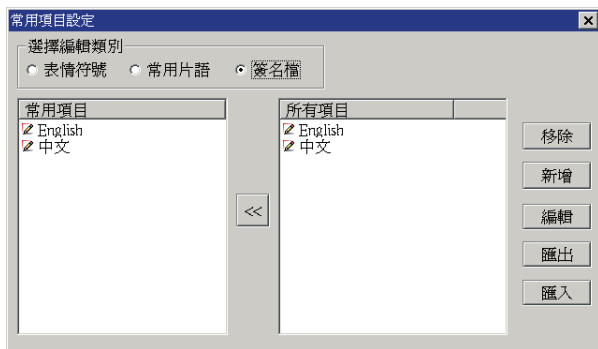 常用項目設定
選擇編輯類別
表情符號 常用片語 簽名檔
常用項目
English
中文
<<
所有項目
English
中文
移除
新增
編輯
匯出
匯入